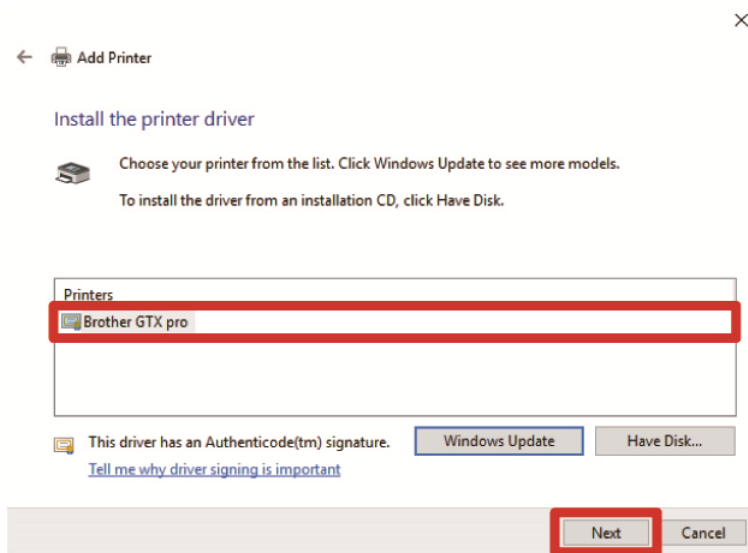 Add Printer
Install the printer driver
Choose your printer from the list. Click Windows Update to see more models.
To install the driver from an installation CD, click Have Disk.
Printers
Brother GTX pro
This driver has an Authenticode(tm) signature.
Windows Update
Have Disk...
Tell me why driver signing is important
Next
Cancel